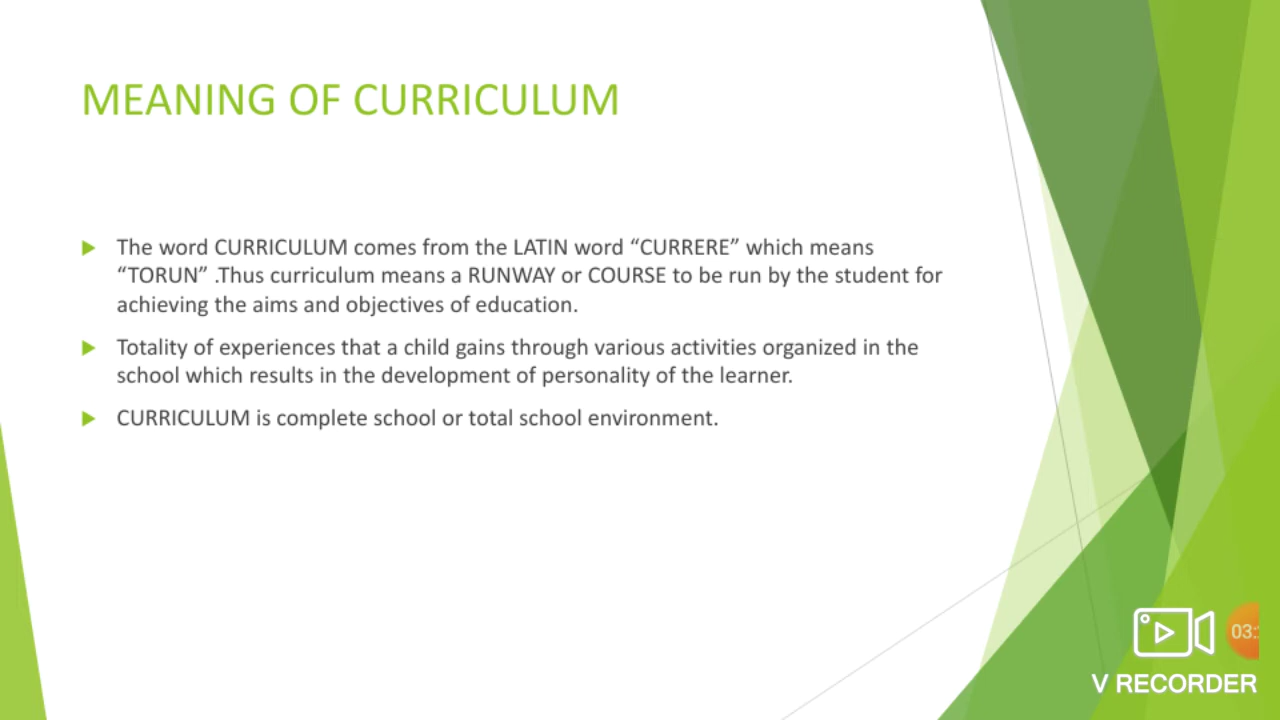 MEANING OF CURRICULUM
The word CURRICULUM comes from the LATIN word “CURRERE” which means
“TORUN” .Thus curriculum means a RUNWAY or COURSE to be run by the student for
achieving the aims and objectives of education.
Totality of experiences that a child gains through various activities organized in the
school which results in the development of personality of the learner.
CURRICULUM is complete school or total school environment.
V RECORDER